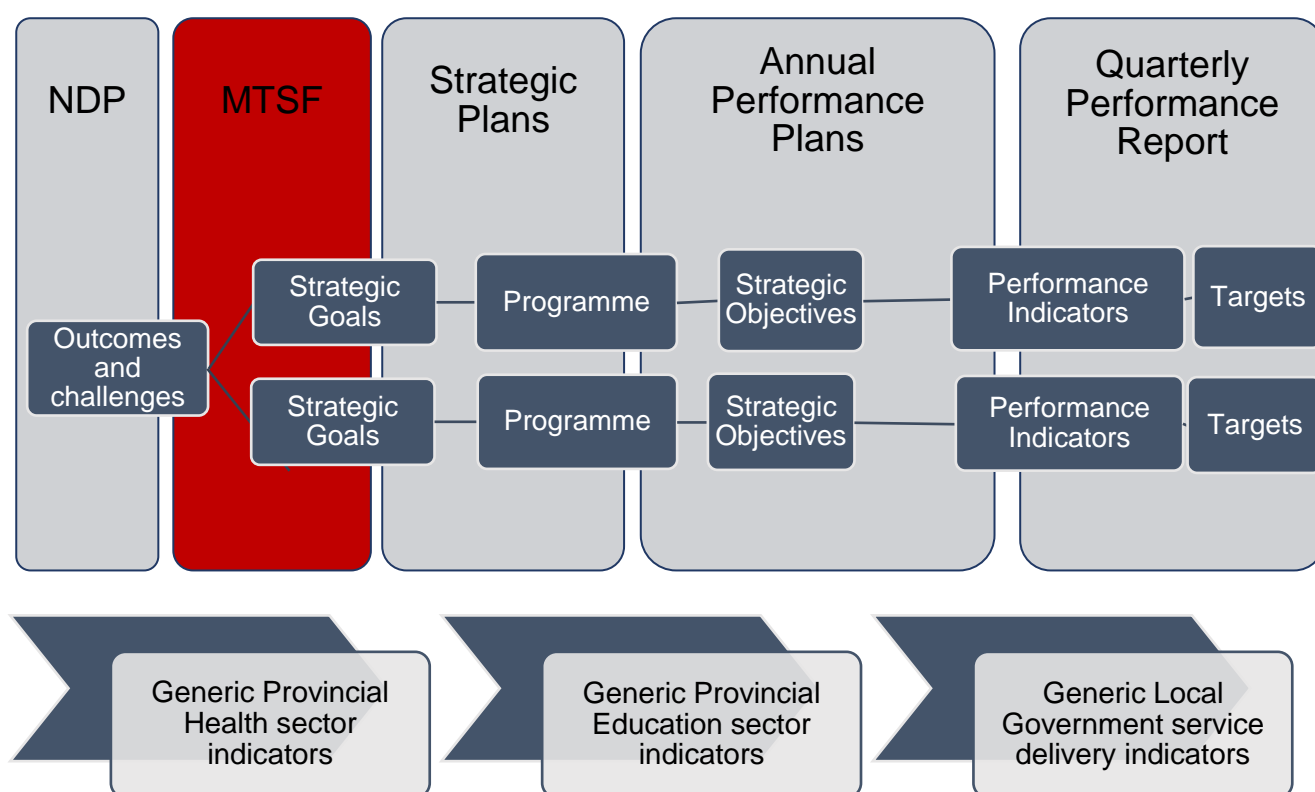 NDP
MTSF
Strategic
Plans
Annual
Performance
Plans
Quarterly
Performance
Report
Outcomes
and
challenges
Strategic
Goals
Programme
Strategic
Objectives
Performance
Indicators
Targets
Strategic
Goals
Programme
Strategic
Objectives
Performance
Indicators
Targets
Generic Provincial
Health sector
indicators
Generic Provincial
Education sector
indicators
Generic Local
Government service
delivery indicators